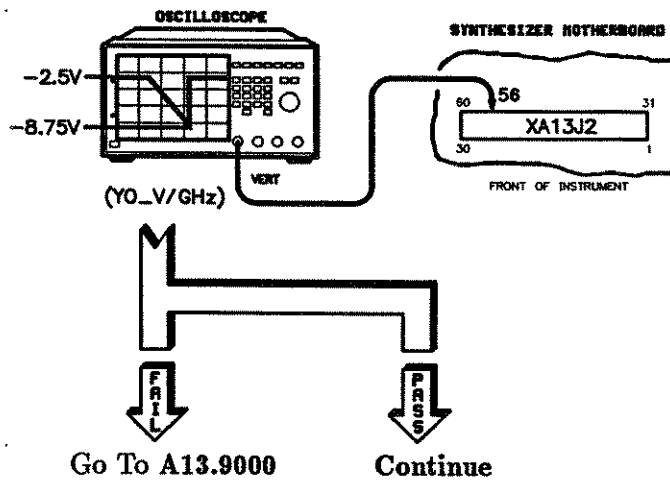 OSCILLOSCOPE
SYNTHESIZER MOTHERBOARD
-2.5V
-8.75V
56
60
31
XA13J2
30
1
VERT
FRONT OF INSTRUMENT
(YO_V/GHz)
FAIL
PASS
Go To A13.9000
Continue